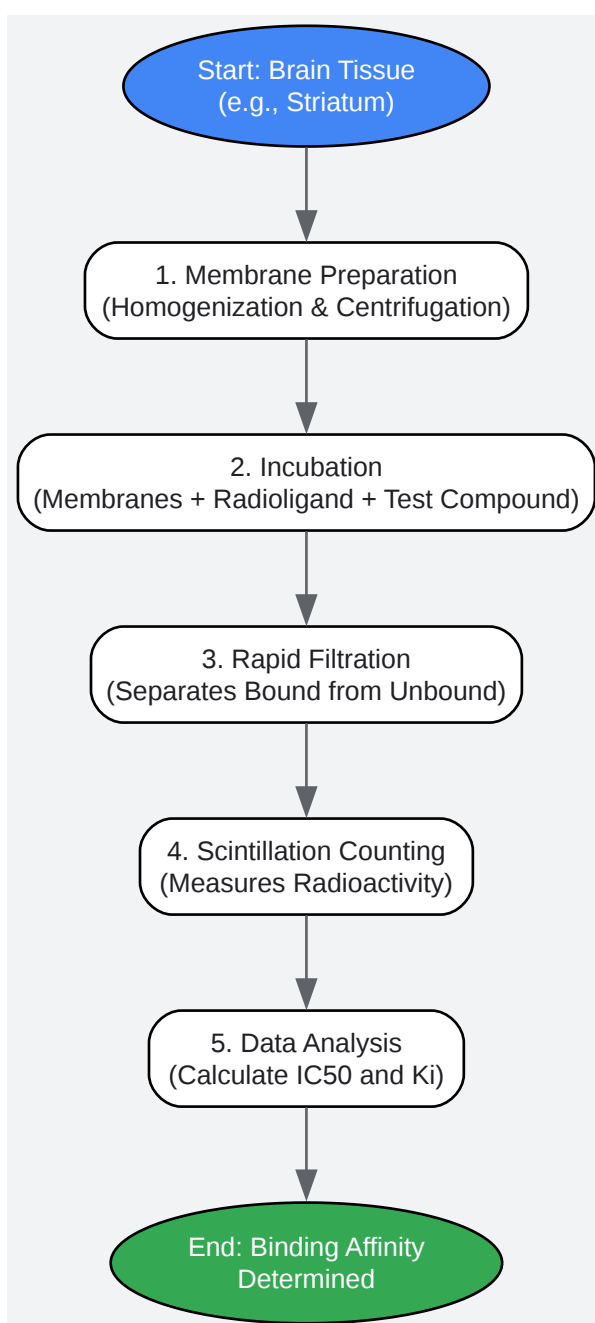 Start: Brain Tissue
(e.g., Striatum)
1. Membrane Preparation
(Homogenization & Centrifugation)
2. Incubation
(Membranes + Radioligand + Test Compound)
3. Rapid Filtration
(Separates Bound from Unbound)
4. Scintillation Counting
(Measures Radioactivity)
5. Data Analysis
(Calculate IC50 and Ki)
End: Binding Affinity
Determined